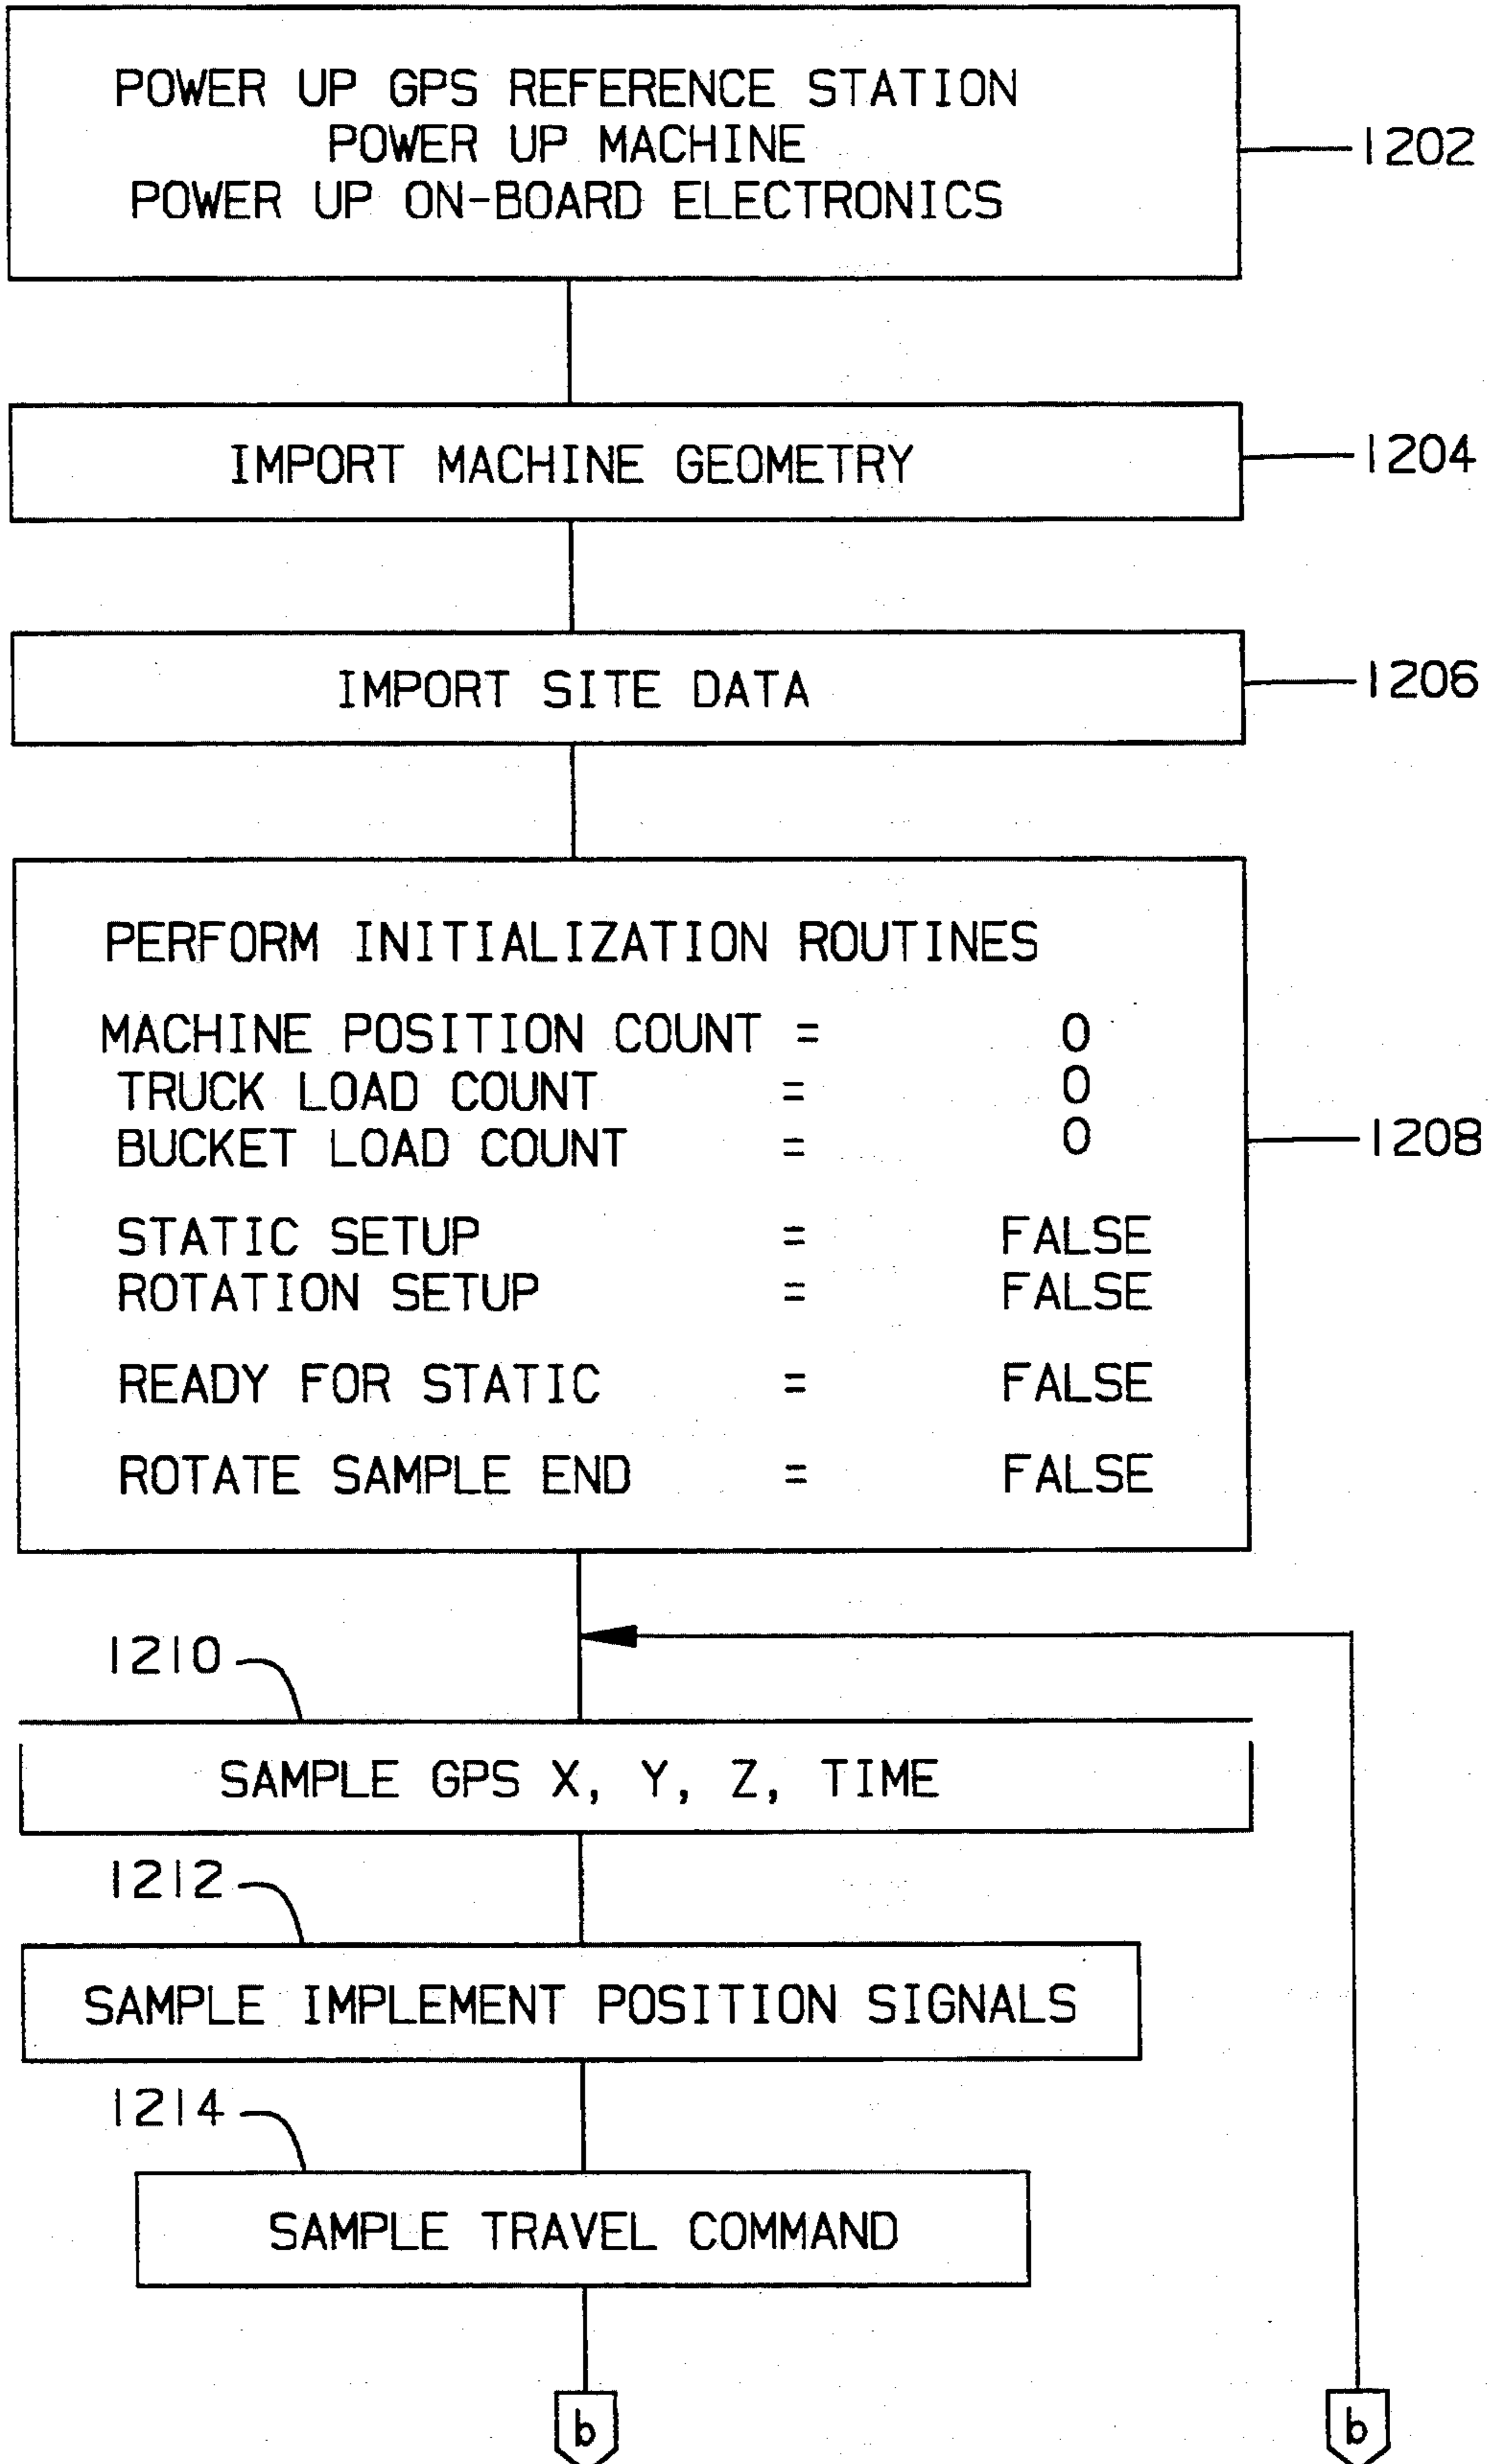 POWER UP GPS REFERENCE STATION
POWER UP MACHINE
POWER UP ON-BOARD ELECTRONICS
1202
IMPORT MACHINE GEOMETRY
1204
IMPORT SITE DATA
1206
PERFORM INITIALIZATION ROUTINES
MACHINE POSITION COUNT = 0
TRUCK LOAD COUNT = 0
BUCKET LOAD COUNT = 0
1208
STATIC SETUP = FALSE
ROTATION SETUP = FALSE
READY FOR STATIC = FALSE
ROTATE SAMPLE END = FALSE
1210
SAMPLE GPS X, Y, Z, TIME
1212
SAMPLE IMPLEMENT POSITION SIGNALS
1214
SAMPLE TRAVEL COMMAND
b b